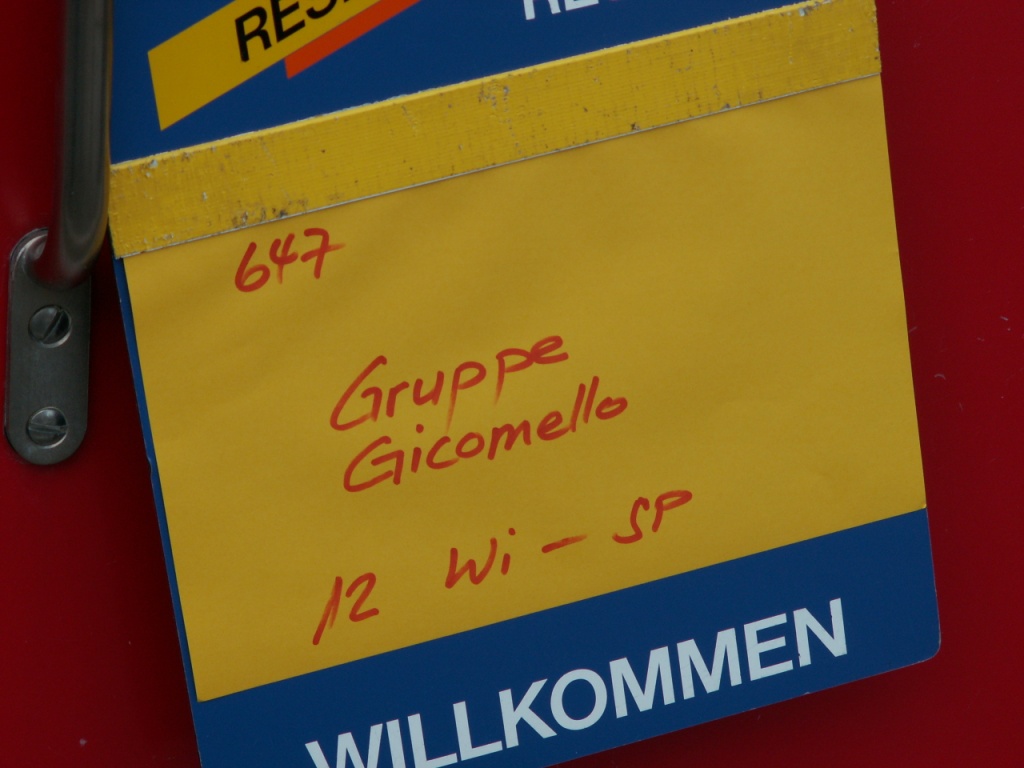 647
Gruppe
Gicomello
12 Wi - SP
WILLKOMMEN